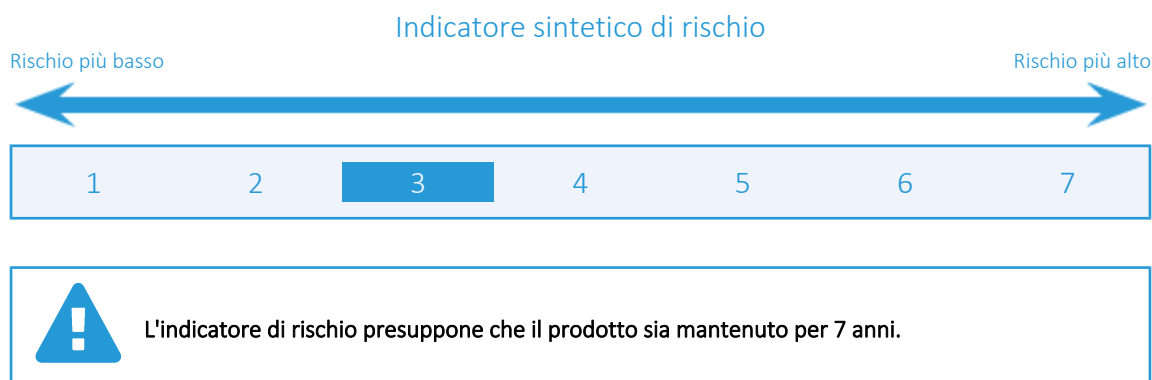 Indicatore sintetico di rischio
Rischio più basso Rischio più alto
1 2 3 4 5 6 7
L'indicatore di rischio presuppone che il prodotto sia mantenuto per 7 anni.